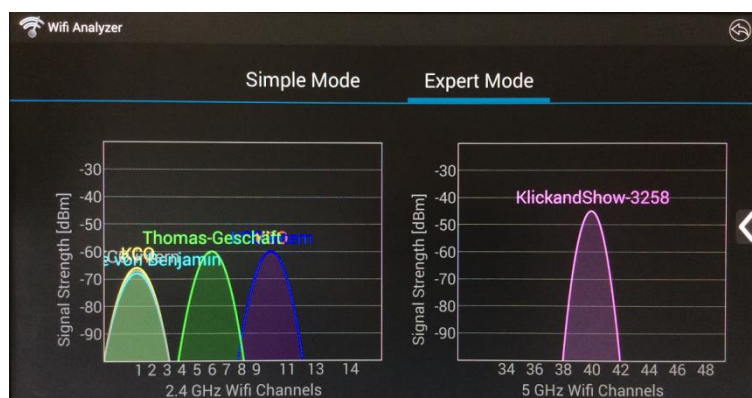 Wifi Analyzer
Simple Mode
Expert Mode
Signal Strength [dBm]
-30
-40
-50
-60
-70
-80
-90
Thomas-Geschäft
KCO
e von Benjamin
1 2 3 4 5 6 7 8 9 11 13 14
2.4 GHz Wifi Channels
Signal Strength [dBm]
-30
-40
-50
-60
-70
-80
-90
KlickandShow-3258
34 36 38 40 42 44 46 48
5 GHz Wifi Channels